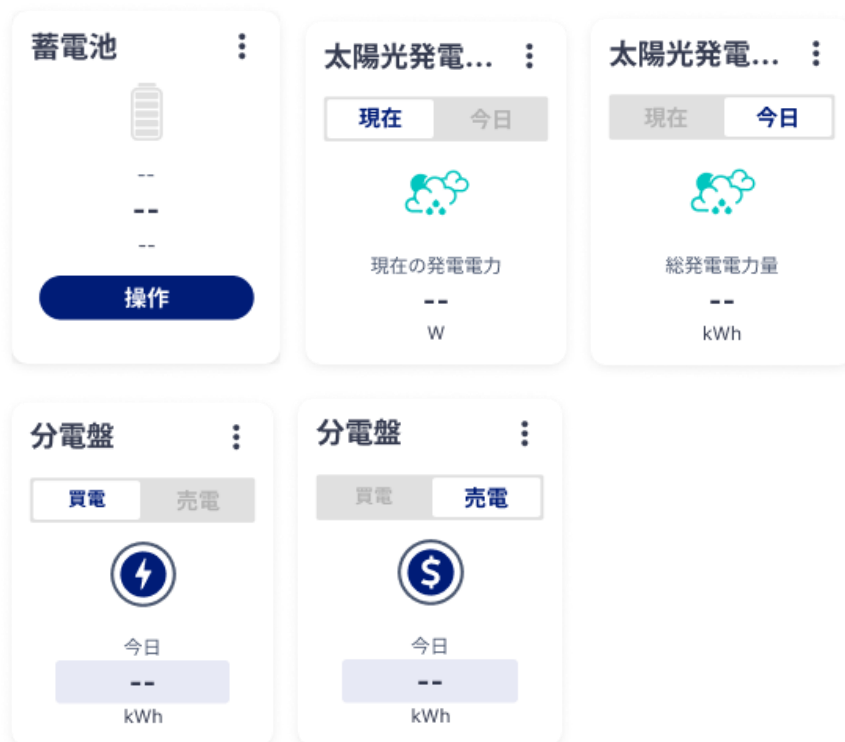 蓄電池
--
--
--
操作
太陽光発電...
現在 今日
現在の発電電力
--
W
太陽光発電...
現在 今日
総発電電力量
--
kWh
分電盤
買電 売電
今日
--
kWh
分電盤
買電 売電
$
今日
--
kWh